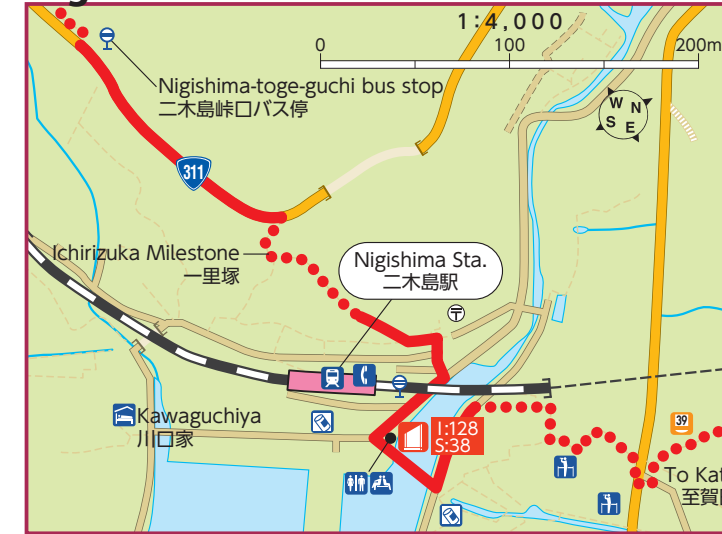 1:4,000
0 100 200m
Nigishima-toge-guchi bus stop
二木島峠口バス停
W N
S E
311
Ichirizuka Milestone
一里塚
Nigishima Sta.
二木島駅
〒
Kawaguchiya
川口家
I:128
S:38
39
To Kat
至賀